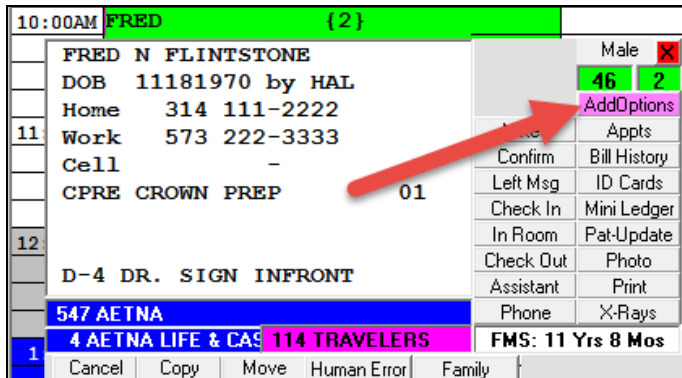 10:00AM FRED {2}
FRED N FLINTSTONE
DOB 11181970 by HAL
Home 314 111-2222
Work 573 222-3333
Cell -
CPRE CROWN PREP 01
D-4 DR. SIGN INFRONT
547 AETNA
4 AETNA LIFE & CAS 114 TRAVELERS
Male X
46 2
AddOptions
Appts
Confirm Bill History
Left Msg ID Cards
Check In Mini Ledger
In Room Pat-Update
Check Out Photo
Assistant Print
Phone X-Rays
FMS: 11 Yrs 8 Mos
11:
12:
1
Cancel Copy Move Human Error Family